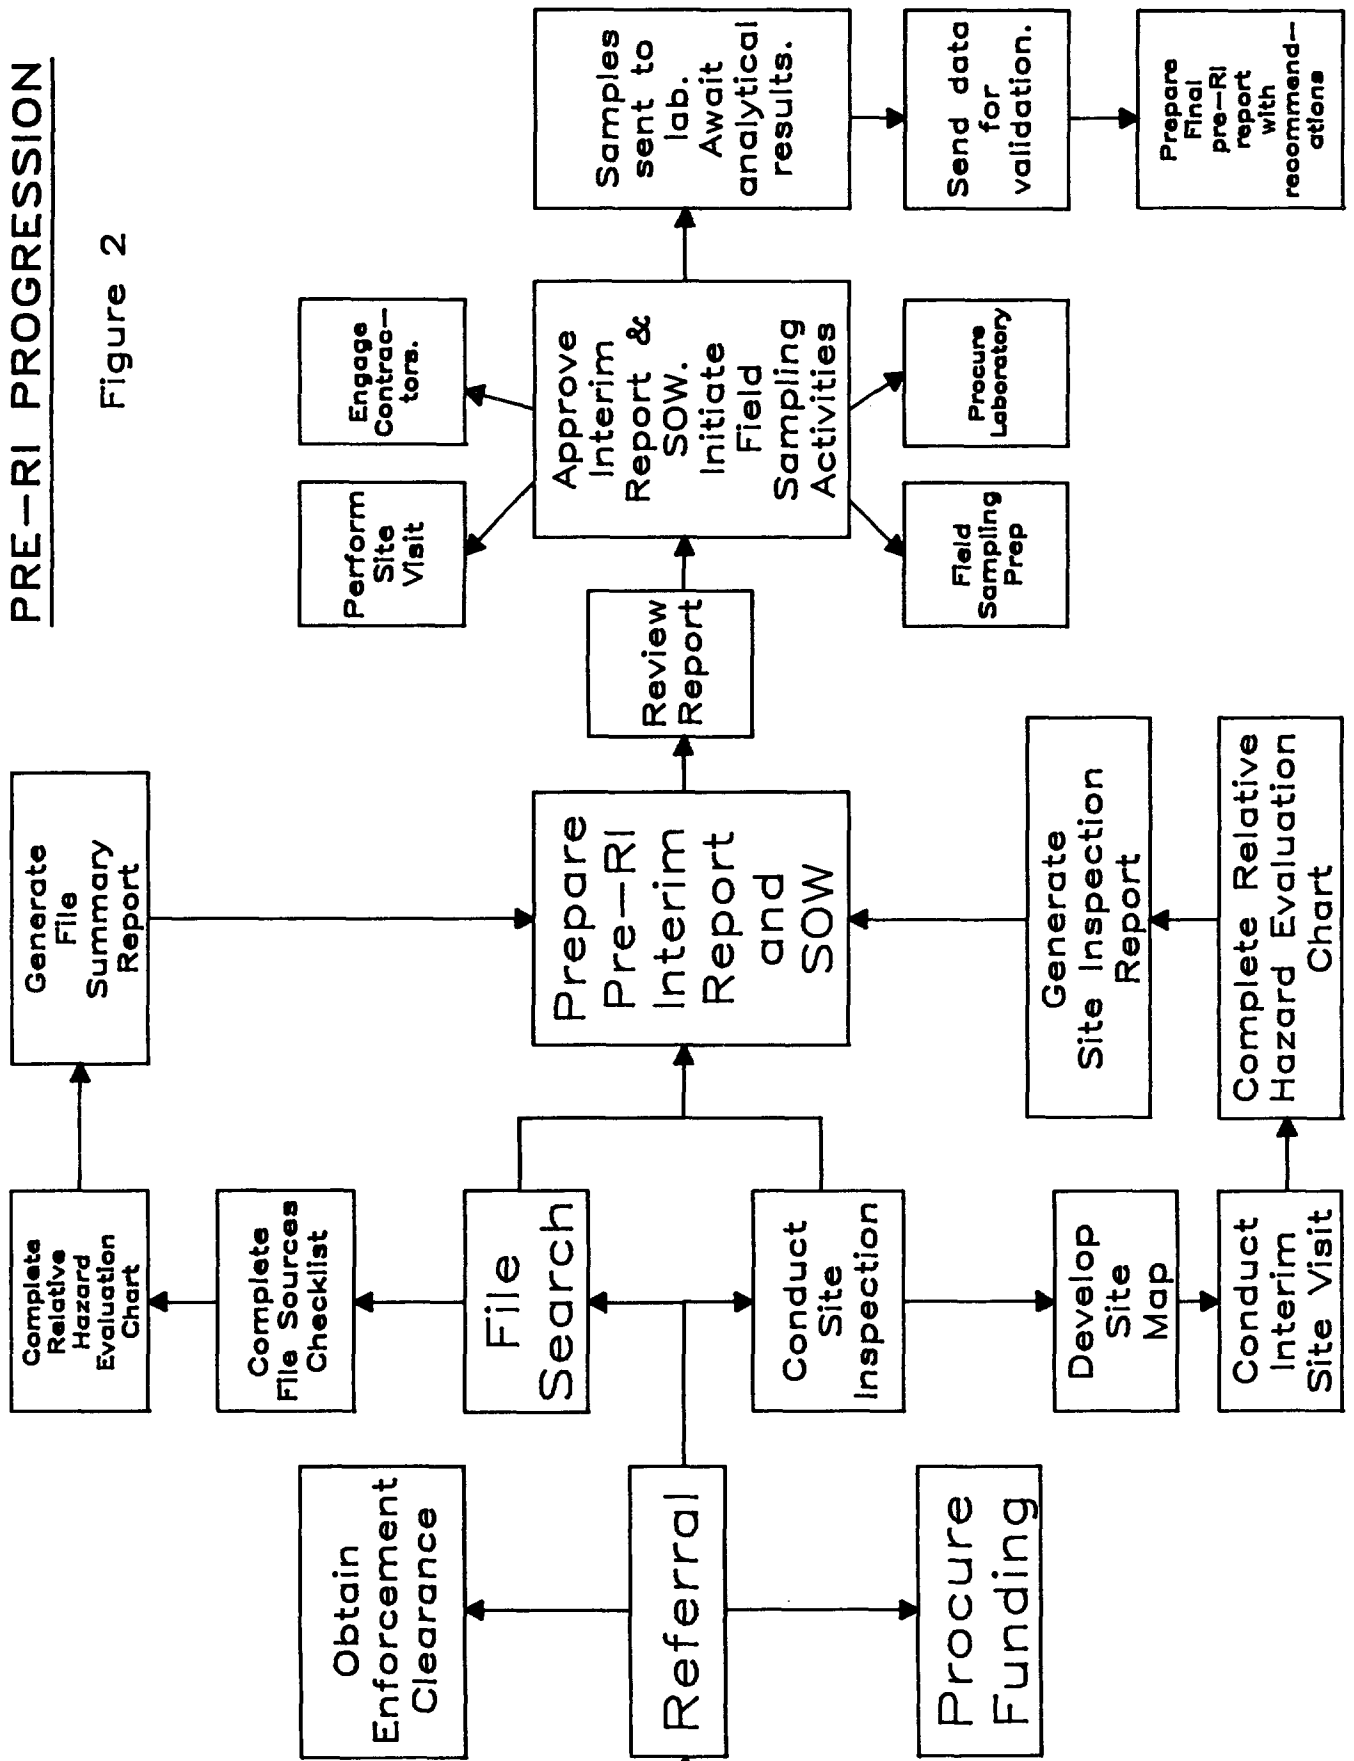 PRE-RI PROGRESSION
Figure 2
Obtain
Enforcement
Clearance
Referral
Procure
Funding
Complete
Relative
Hazard
Evaluation
Chart
Complete
File Sources
Checklist
File
Search
Conduct
Site
Inspection
Develop
Site
Map
Conduct
Interim
Site Visit
Generate
File
Summary
Report
Prepare
Pre-RI
Interim
Report
and
SOW
Generate
Site Inspection
Report
Complete Relative
Hazard Evaluation
Chart
Review
Report
Perform
Site
Visit
Engage
Contrac-
tors.
Approve
Interim
Report &
SOW.
Initiate
Field
Sampling
Activities
Field
Sampling
Prep
Procure
Laboratory
Samples
sent to
lab.
Await
analytical
results.
Send data
for
validation.
Prepare
Final
pre-RI
report
with
recommend-
ations